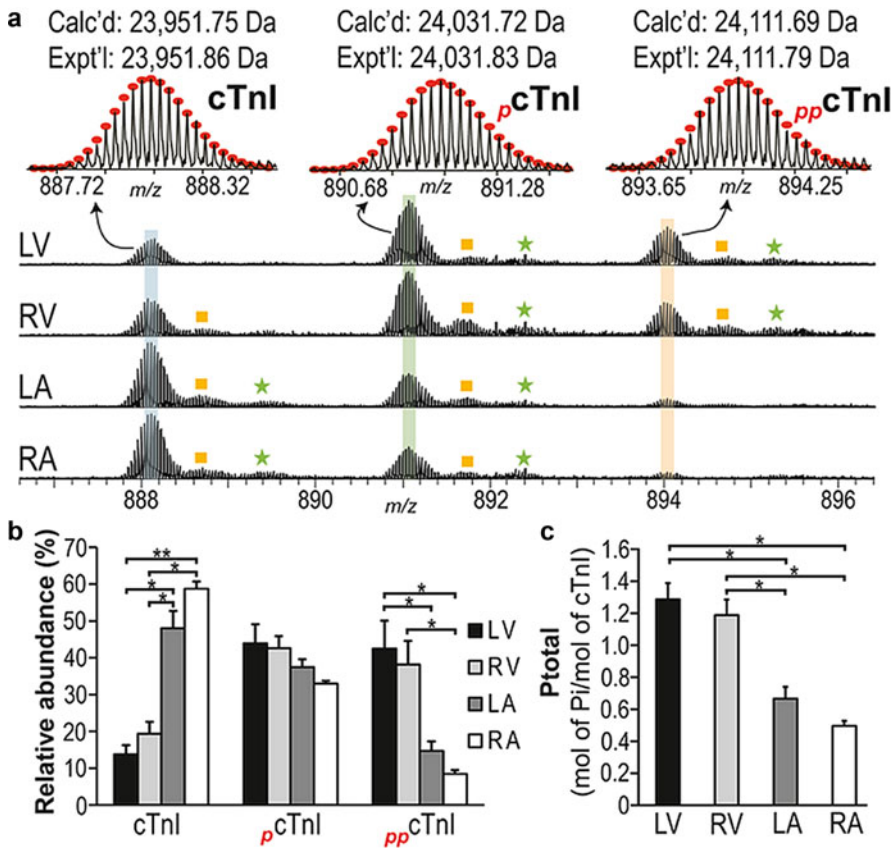 a
Calc'd: 23,951.75 Da
Expt'l: 23,951.86 Da
cTnI
887.72 m/z 888.32
Calc'd: 24,031.72 Da
Expt'l: 24,031.83 Da
pcTnI
890.68 m/z 891.28
Calc'd: 24,111.69 Da
Expt'l: 24,111.79 Da
ppcTnI
893.65 m/z 894.25
LV
RV
LA
RA
888 890 m/z 892 894 896
b
Relative abundance (%)
70
60
50
40
30
20
10
0
** 
*
*
*
*
*
*
LV
RV
LA
RA
cTnI pcTnI ppcTnI
c
Ptotal
(mol of Pi/mol of cTnI)
1.6
1.4
1.2
1.0
0.8
0.6
0.4
0.2
0
*
*
*
*
LV RV LA RA